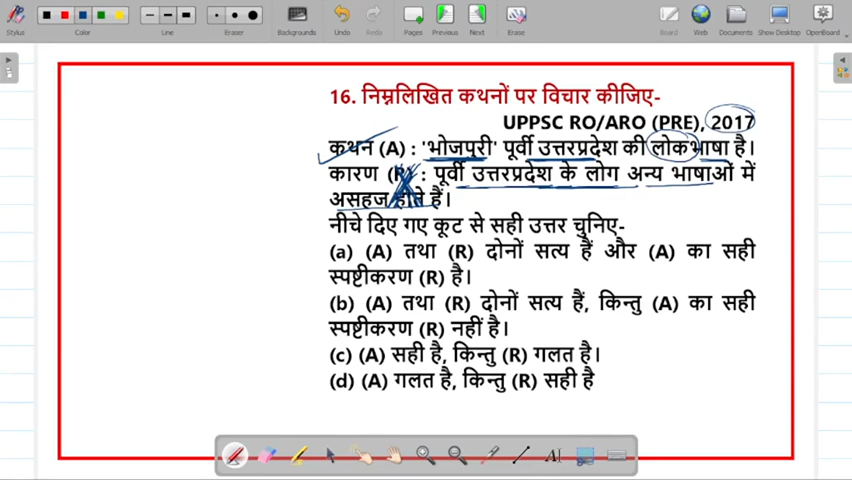 Stylus
Color
Line
Eraser
Backgrounds
Undo
Redo
Pages
Previous
Next
Erase
Board
Web
Documents
Show Desktop
OpenBoard
16. निम्नलिखित कथनों पर विचार कीजिए-
UPPSC RO/ARO (PRE), 2017
कथन (A) : 'भोजपूरी' पूर्वी उत्तरप्रदेश की लोकभाषा है।
कारण (R) : पूर्वी उत्तरप्रदेश के लोग अन्य भाषाओं में
असहज होते हैं।
नीचे दिए गए कूट से सही उत्तर चुनिए-
(a) (A) तथा (R) दोनों सत्य हैं और (A) का सही
स्पष्टीकरण (R) है।
(b) (A) तथा (R) दोनों सत्य हैं, किन्तु (A) का सही
स्पष्टीकरण (R) नहीं है।
(c) (A) सही है, किन्तु (R) गलत है।
(d) (A) गलत है, किन्तु (R) सही है